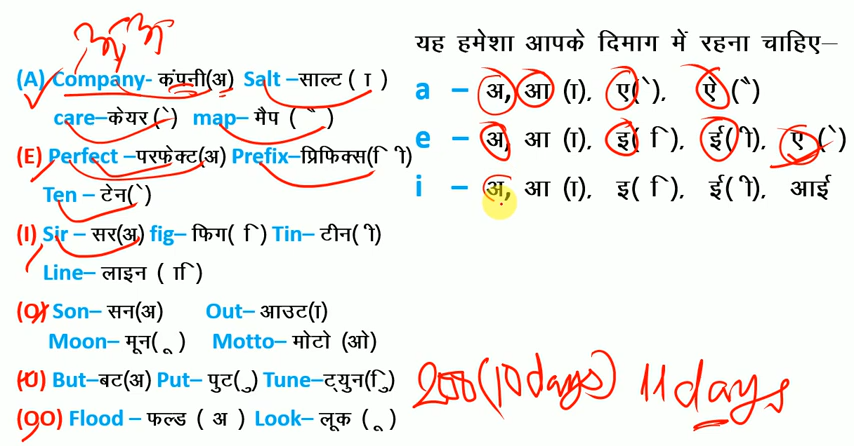 अ अ
(A) Company- कंपनी(अ) Salt –साल्ट ( ा )
care–केयर ( े ) map– मैप ( ै )
(E) Perfect –परफेक्ट(अ) Prefix–प्रिफिक्स(ि ी)
Ten – टेन( े )
(I) Sir – सर(अ) fig– फिग( ि ) Tin– टीन( ी )
Line– लाइन ( ा ि )
(O) Son– सन(अ) Out– आउट(ा)
Moon– मून( ू ) Motto– मोटो (ओ)
(U) But–बट(अ) Put– पुट( ु ) Tune–ट्युन( ु ि )
(OO) Flood – फल्ड ( अ ) Look– लूक ( ू )
यह हमेशा आपके दिमाग में रहना चाहिए–
a – अ, आ (ा), ए( े ), ऐ ( ै )
e – अ, आ (ा), इ( ि ), ई( ी ), ए ( े )
i – अ, आ (ा), इ( ि ), ई( ी ), आई
200 (10 days) 11 days